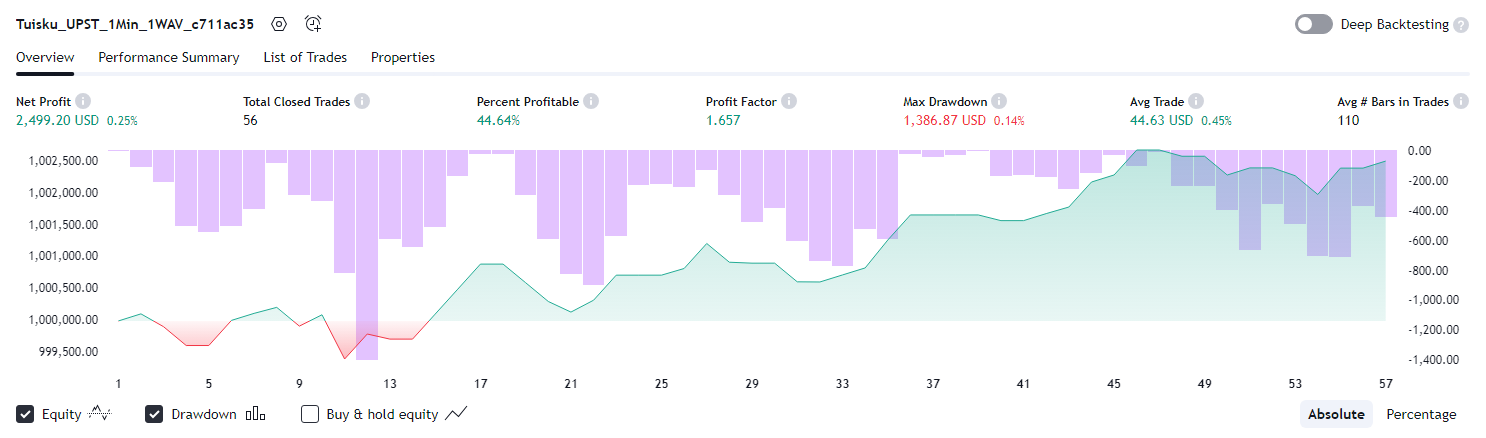 Tuisku_UPST_1Min_1WAV_c711ac35 Deep Backtesting ?
Overview Performance Summary List of Trades Properties
Net Profit i Total Closed Trades i Percent Profitable i Profit Factor i Max Drawdown i Avg Trade i Avg # Bars in Trades i
2,499.20 USD 0.25% 56 44.64% 1.657 1,386.87 USD 0.14% 44.63 USD 0.45% 110
1,002,500.00 0.00
1,002,000.00 -200.00
1,001,500.00 -400.00
1,001,000.00 -600.00
1,000,500.00 -800.00
1,000,000.00 -1,000.00
999,500.00 -1,200.00
-1,400.00
1 5 9 13 17 21 25 29 33 37 41 45 49 53 57
Equity Drawdown Buy & hold equity Absolute Percentage